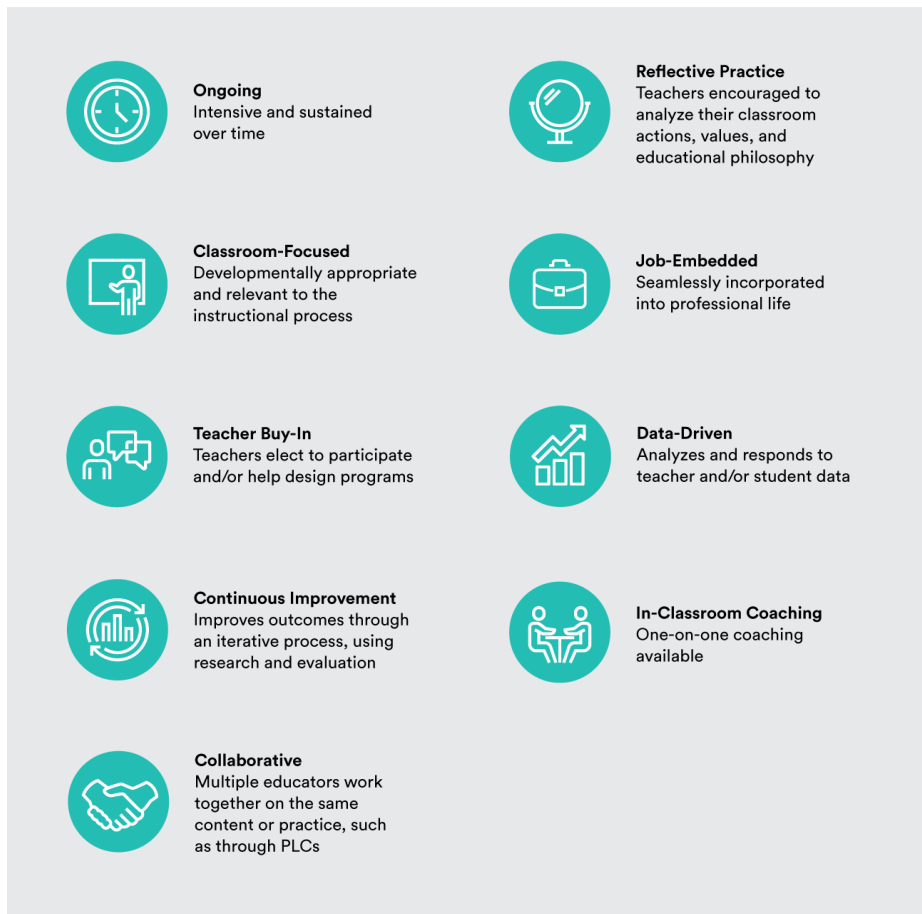 Ongoing
Intensive and sustained
over time
Reflective Practice
Teachers encouraged to
analyze their classroom
actions, values, and
educational philosophy
Classroom-Focused
Developmentally appropriate
and relevant to the
instructional process
Job-Embedded
Seamlessly incorporated
into professional life
Teacher Buy-In
Teachers elect to participate
and/or help design programs
Data-Driven
Analyzes and responds to
teacher and/or student data
Continuous Improvement
Improves outcomes through
an iterative process, using
research and evaluation
In-Classroom Coaching
One-on-one coaching
available
Collaborative
Multiple educators work
together on the same
content or practice, such
as through PLCs